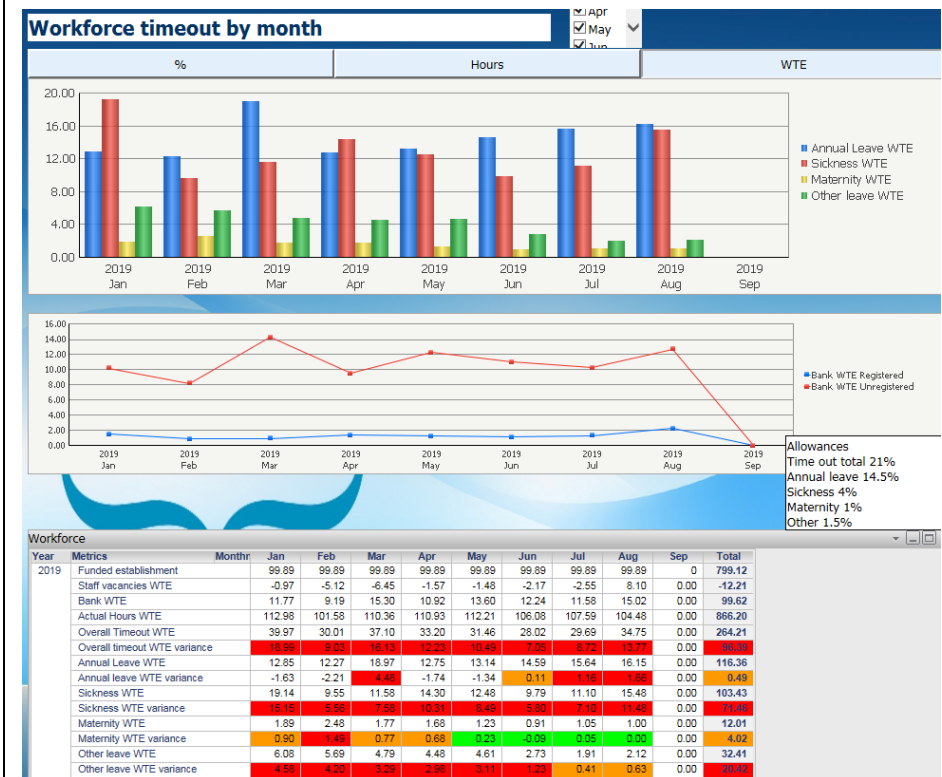 Workforce timeout by month
Apr
May
Jun
% Hours WTE
20.00
16.00
12.00
8.00
4.00
0.00
Annual Leave WTE
Sickness WTE
Maternity WTE
Other leave WTE
2019 2019 2019 2019 2019 2019 2019 2019 2019
Jan Feb Mar Apr May Jun Jul Aug Sep
16.00
14.00
12.00
10.00
8.00
6.00
4.00
2.00
0.00
Bank WTE Registered
Bank WTE Unregistered
2019 2019 2019 2019 2019 2019 2019 2019 2019
Jan Feb Mar Apr May Jun Jul Aug Sep
Allowances
Time out total 21%
Annual leave 14.5%
Sickness 4%
Maternity 1%
Other 1.5%
Workforce
Year Metrics Monthr Jan Feb Mar Apr May Jun Jul Aug Sep Total
2019 Funded establishment 99.89 99.89 99.89 99.89 99.89 99.89 99.89 99.89 0 799.12
Staff vacancies WTE -0.97 -5.12 -6.45 -1.57 -1.48 -2.17 -2.55 8.10 0.00 -12.21
Bank WTE 11.77 9.19 15.30 10.92 13.60 12.24 11.58 15.02 0.00 99.62
Actual Hours WTE 112.98 101.58 110.36 110.93 112.21 106.08 107.59 104.48 0.00 866.20
Overall Timeout WTE 39.97 30.01 37.10 33.20 31.46 28.02 29.69 34.75 0.00 264.21
Overall timeout WTE variance 18.99 9.03 16.13 12.23 10.49 7.05 8.72 13.77 0.00 96.39
Annual Leave WTE 12.85 12.27 18.97 12.75 13.14 14.59 15.64 16.15 0.00 116.36
Annual leave WTE variance -1.63 -2.21 4.48 -1.74 -1.34 0.11 1.16 1.66 0.00 0.49
Sickness WTE 19.14 9.55 11.58 14.30 12.48 9.79 11.10 15.48 0.00 103.43
Sickness WTE variance 15.15 5.56 7.58 10.31 8.49 5.80 7.10 11.48 0.00 71.46
Maternity WTE 1.89 2.48 1.77 1.68 1.23 0.91 1.05 1.00 0.00 12.01
Maternity WTE variance 0.90 1.49 0.77 0.68 0.23 -0.09 0.05 0.00 0.00 4.02
Other leave WTE 6.08 5.69 4.79 4.48 4.61 2.73 1.91 2.12 0.00 32.41
Other leave WTE variance 4.58 4.20 3.29 2.98 3.11 1.23 0.41 0.63 0.00 20.42